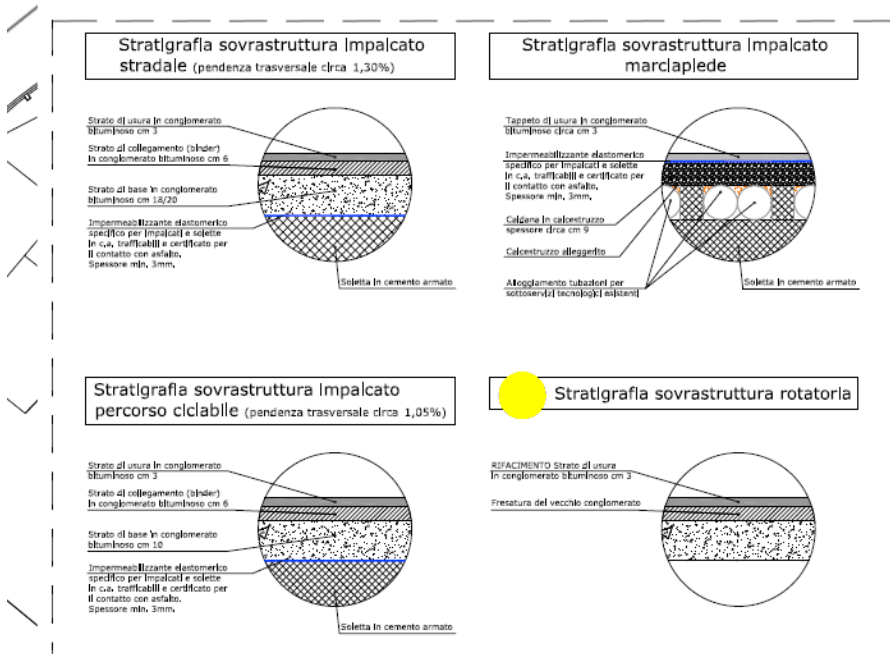 Stratigrafia sovrastruttura impalcato
stradale (pendenza trasversale circa 1,30%)
Strato di usura in conglomerato
bituminoso cm 3
Strato di collegamento (binder)
in conglomerato bituminoso cm 6
Strato di base in conglomerato
bituminoso cm 18/20
Impermeabilizzante elastomerico
specifico per impalcati e solette
in c.a. trafficabili e certificato per
il contatto con asfalto.
Spessore min. 3mm.
Soletta in cemento armato
Stratigrafia sovrastruttura impalcato
marciapiede
Tappeto di usura in conglomerato
bituminoso circa cm 3
Impermeabilizzante elastomerico
specifico per impalcati e solette
in c.a. trafficabili e certificato per
il contatto con asfalto.
Spessore min. 3mm.
Caldana in calcestruzzo
spessore circa cm 9
Calcestruzzo alleggerito
Alloggiamento tubazioni per
sottoservizi tecnologici esistenti
Soletta in cemento armato
Stratigrafia sovrastruttura impalcato
percorso ciclabile (pendenza trasversale circa 1,05%)
Strato di usura in conglomerato
bituminoso cm 3
Strato di collegamento (binder)
in conglomerato bituminoso cm 6
Strato di base in conglomerato
bituminoso cm 10
Impermeabilizzante elastomerico
specifico per impalcati e solette
in c.a. trafficabili e certificato per
il contatto con asfalto.
Spessore min. 3mm.
Soletta in cemento armato
Stratigrafia sovrastruttura rotatoria
RIFACIMENTO Strato di usura
in conglomerato bituminoso cm 3
Fresatura del vecchio conglomerato